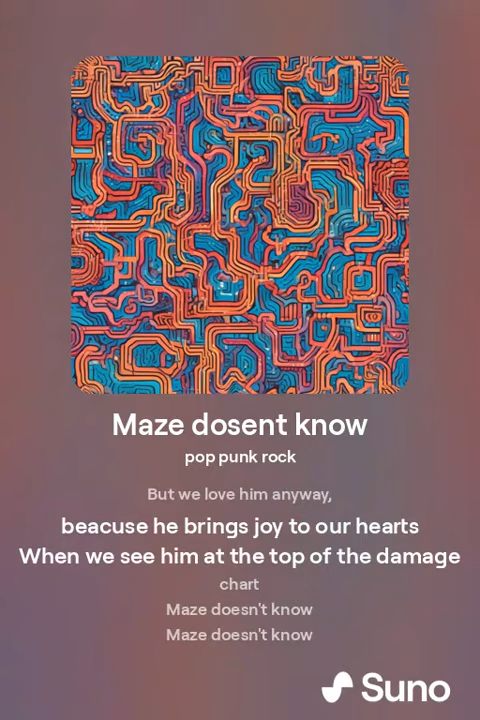 Maze dosent know
pop punk rock
But we love him anyway,
beacuse he brings joy to our hearts
When we see him at the top of the damage
chart
Maze doesn't know
Maze doesn't know
Suno